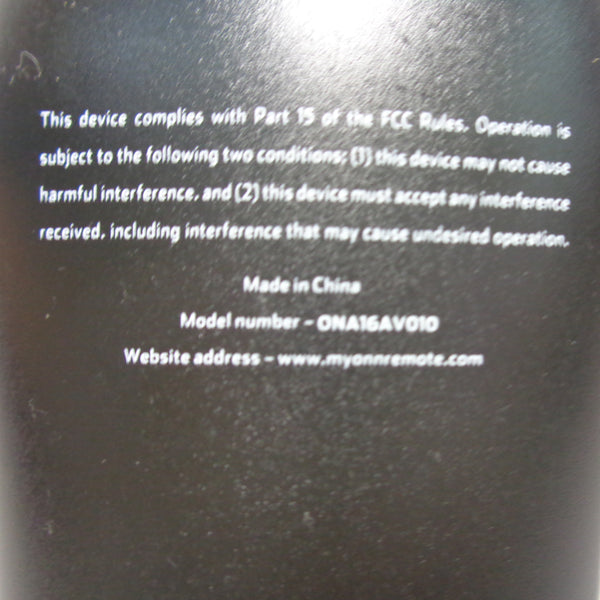 This device complies with Part 15 of the FCC Rules. Operation is
subject to the following two conditions: (1) this device may not cause
harmful interference, and (2) this device must accept any interference
received, including interference that may cause undesired operation.
Made in China
Model number - ONA16AV010
Website address - www.myonnremote.com